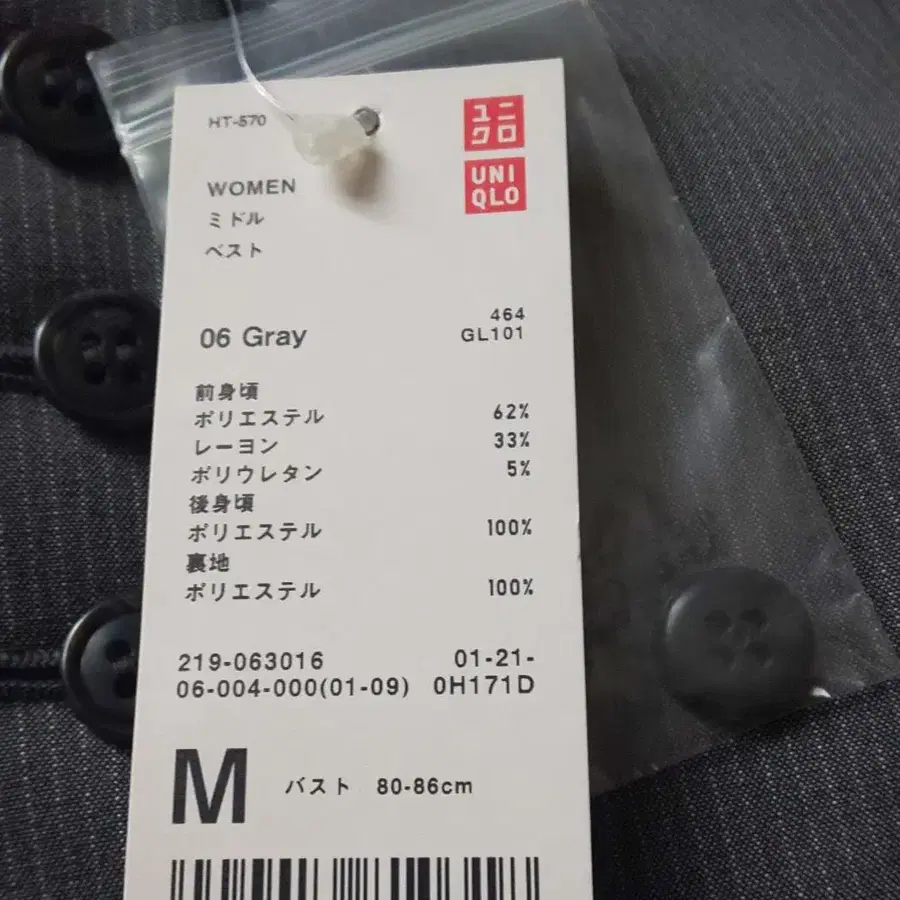 HT-570
ユニ
クロ
UNI
QLO
WOMEN
ミドル
ベスト
464
06 Gray GL101
前身頃
ポリエステル 62%
レーヨン 33%
ポリウレタン 5%
後身頃
ポリエステル 100%
裏地
ポリエステル 100%
219-063016 01-21-
06-004-000(01-09) 0H171D
M バスト 80-86cm